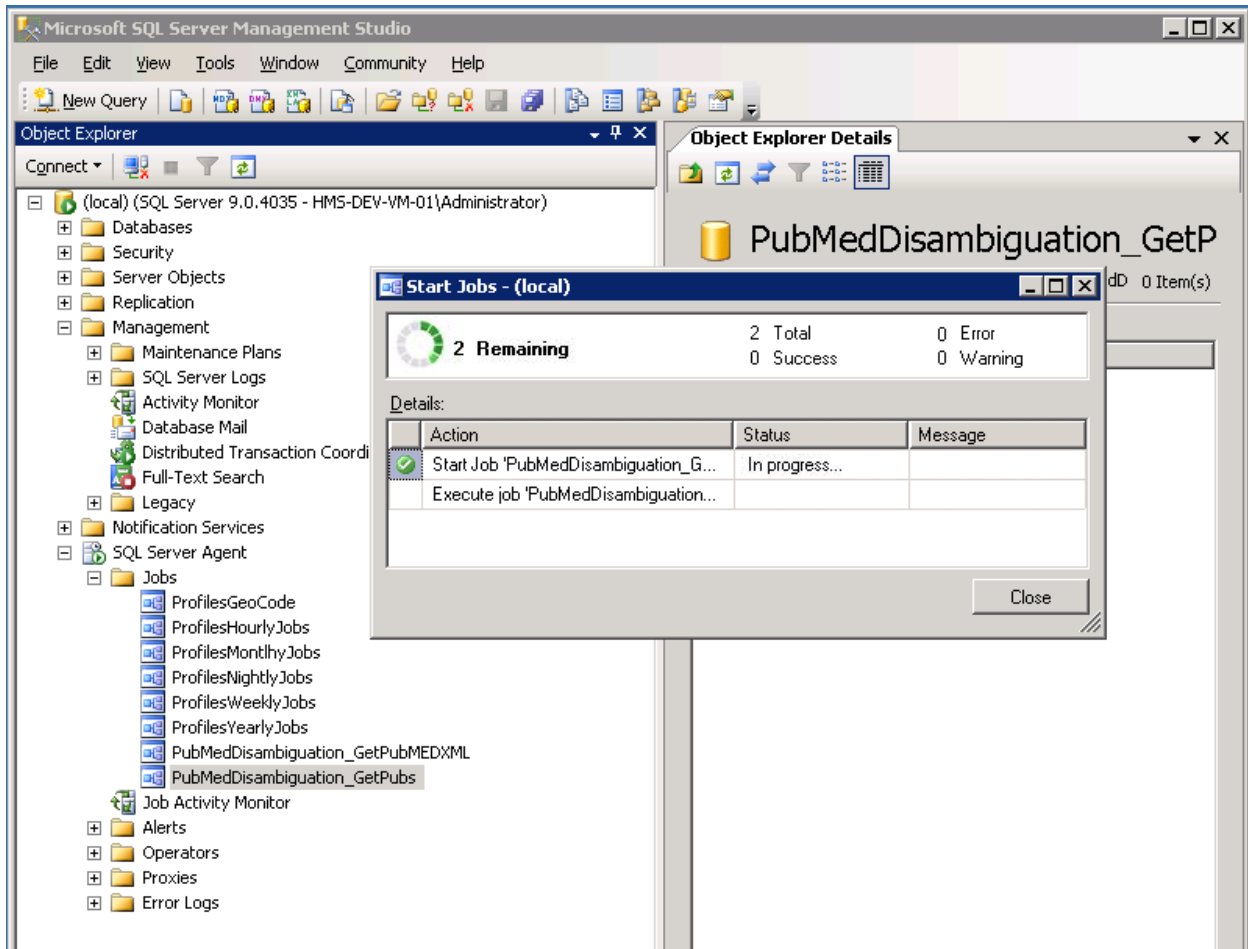 Microsoft SQL Server Management Studio
File Edit View Tools Window Community Help
New Query
Object Explorer
Connect
(local) (SQL Server 9.0.4035 - HMS-DEV-VM-01\Administrator)
Databases
Security
Server Objects
Replication
Management
Maintenance Plans
SQL Server Logs
Activity Monitor
Database Mail
Distributed Transaction Coordi
Full-Text Search
Legacy
Notification Services
SQL Server Agent
Jobs
ProfilesGeoCode
ProfilesHourlyJobs
ProfilesMontlhyJobs
ProfilesNightlyJobs
ProfilesWeeklyJobs
ProfilesYearlyJobs
PubMedDisambiguation_GetPubMEDXML
PubMedDisambiguation_GetPubs
Job Activity Monitor
Alerts
Operators
Proxies
Error Logs
Object Explorer Details
PubMedDisambiguation_GetP
dD 0 Item(s)
Start Jobs - (local)
2 Remaining
2 Total 0 Error
0 Success 0 Warning
Details:
Action Status Message
Start Job 'PubMedDisambiguation_G... In progress...
Execute job 'PubMedDisambiguation...
Close